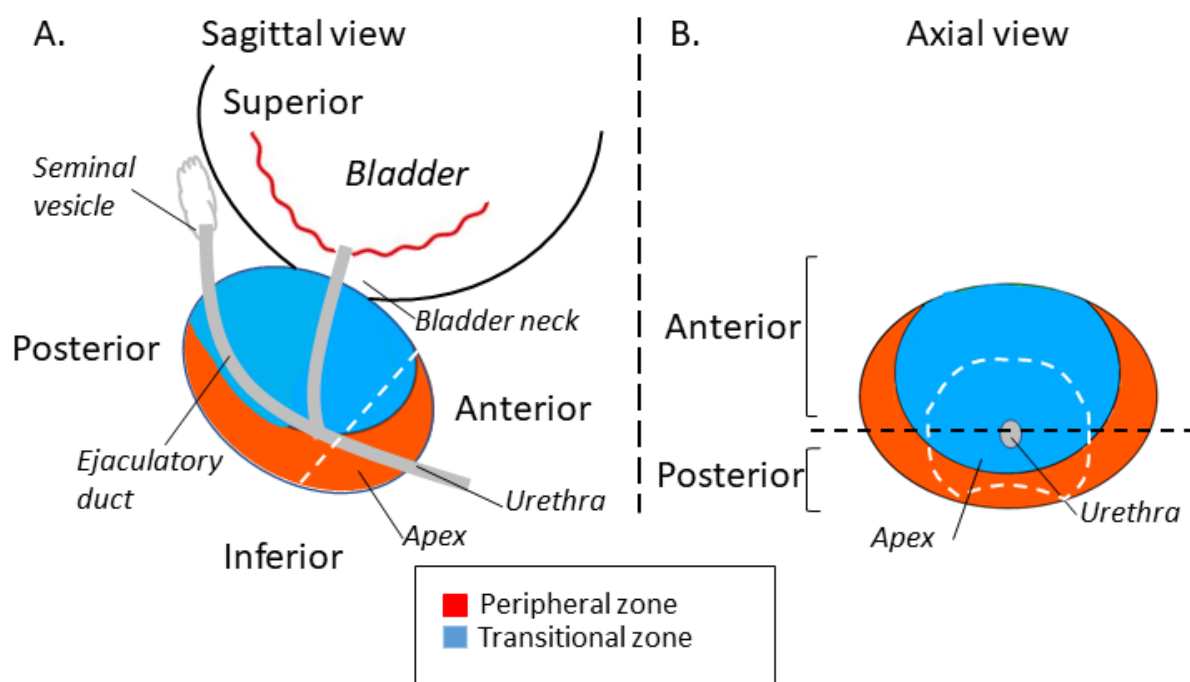 A.
Sagittal view
B.
Axial view
Superior
Bladder
Seminal
vesicle
Bladder neck
Posterior
Anterior
Ejaculatory
duct
Urethra
Apex
Inferior
Anterior
Posterior
Apex
Urethra
Peripheral zone
Transitional zone